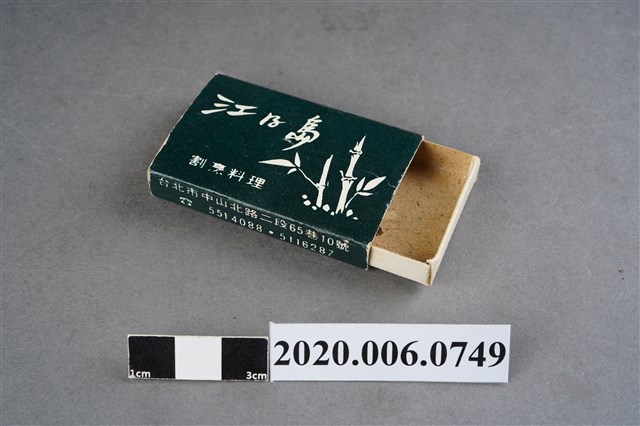 江の島
割烹料理
台北市中山北路二段65巷10號
☎ 5514088・5116287
1cm 3cm
2020.006.0749